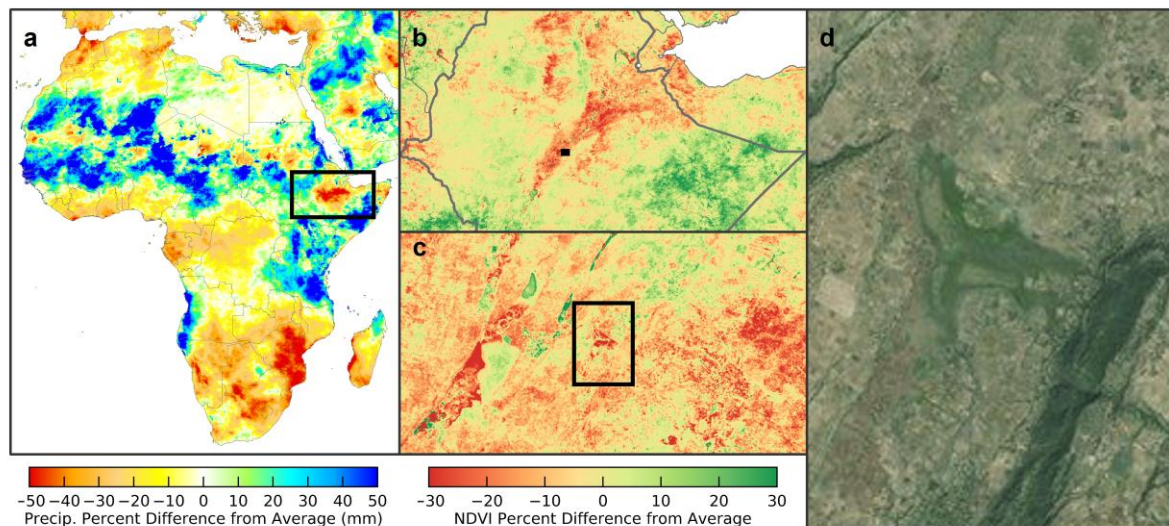 a
b
c
d
−50 −40 −30 −20 −10 0 10 20 30 40 50
Precip. Percent Difference from Average (mm)
−30 −20 −10 0 10 20 30
NDVI Percent Difference from Average